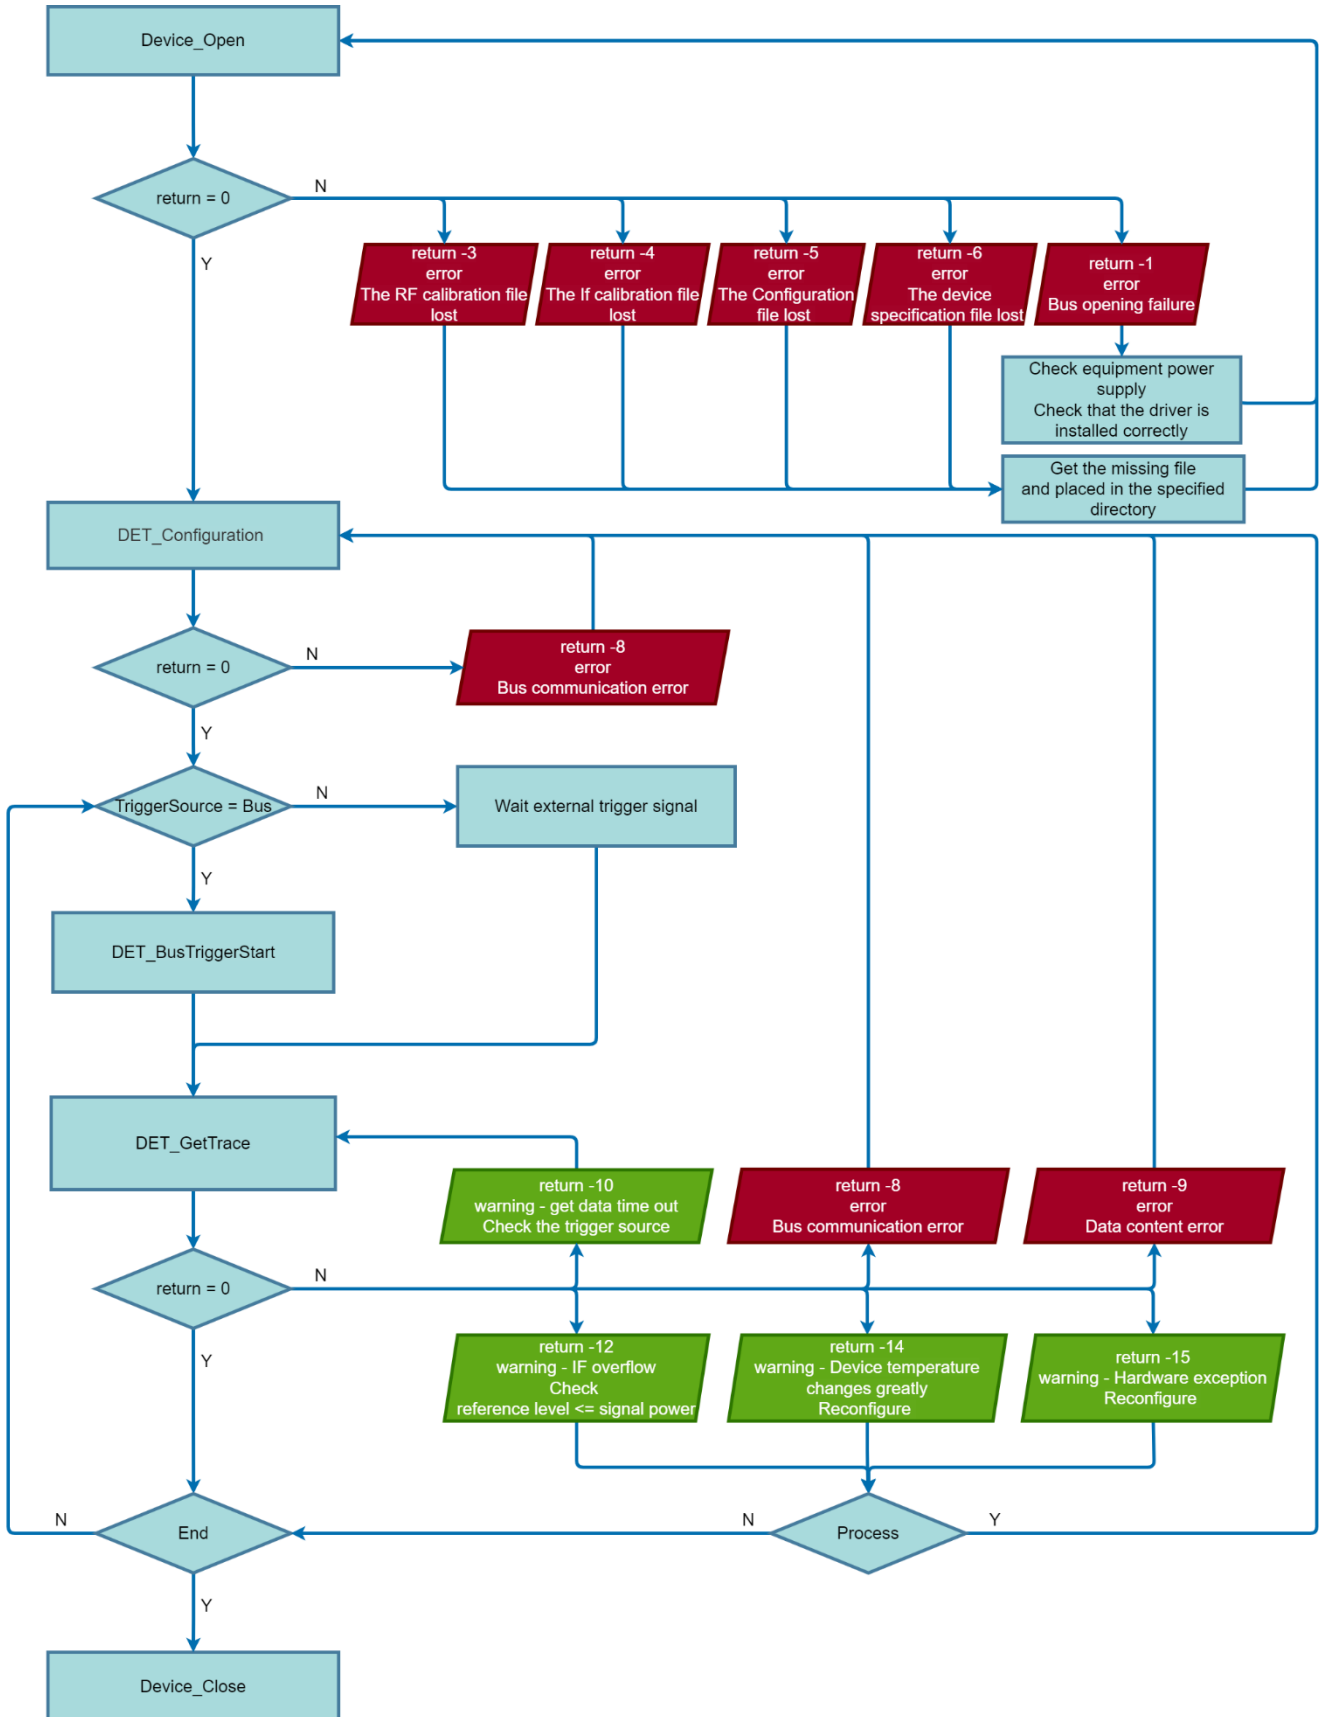 Device_Open
return = 0
N
Y
return -3
error
The RF calibration file
lost
return -4
error
The If calibration file
lost
return -5
error
The Configuration
file lost
return -6
error
The device
specification file lost
return -1
error
Bus opening failure
Check equipment power
supply
Check that the driver is
installed correctly
Get the missing file
and placed in the specified
directory
DET_Configuration
return = 0
N
Y
return -8
error
Bus communication error
TriggerSource = Bus
N
Y
Wait external trigger signal
DET_BusTriggerStart
DET_GetTrace
return -10
warning - get data time out
Check the trigger source
return -8
error
Bus communication error
return -9
error
Data content error
return = 0
N
Y
return -12
warning - IF overflow
Check
reference level <= signal power
return -14
warning - Device temperature
changes greatly
Reconfigure
return -15
warning - Hardware exception
Reconfigure
N
End
N
Process
Y
Y
Device_Close